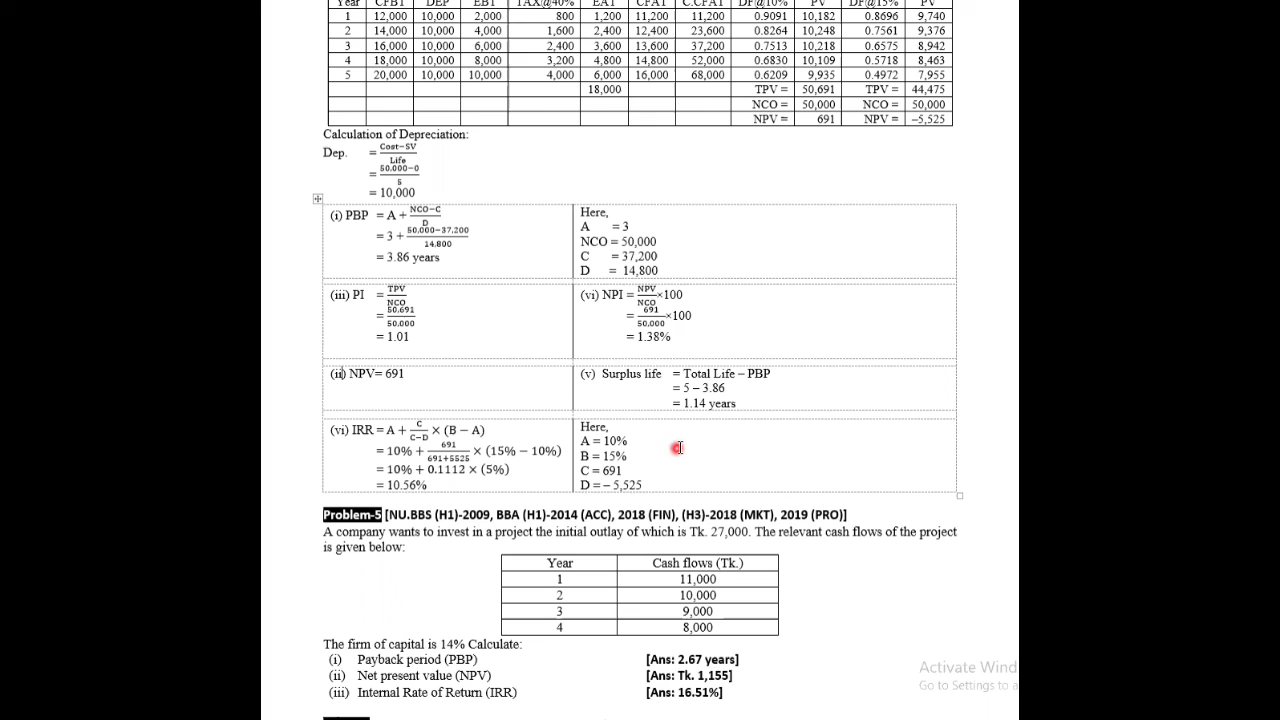 Year CFBT DEP EBT TAX@40% EAT CFAT C.CFAT DF@10% PV DF@15% PV
1 12,000 10,000 2,000 800 1,200 11,200 11,200 0.9091 10,182 0.8696 9,740
2 14,000 10,000 4,000 1,600 2,400 12,400 23,600 0.8264 10,248 0.7561 9,376
3 16,000 10,000 6,000 2,400 3,600 13,600 37,200 0.7513 10,218 0.6575 8,942
4 18,000 10,000 8,000 3,200 4,800 14,800 52,000 0.6830 10,109 0.5718 8,463
5 20,000 10,000 10,000 4,000 6,000 16,000 68,000 0.6209 9,935 0.4972 7,955
18,000 TPV = 50,691 TPV = 44,475
NCO = 50,000 NCO = 50,000
NPV = 691 NPV = –5,525
Calculation of Depreciation:
Dep. = Cost−SV/Life
= 50,000−0/5
= 10,000
(i) PBP = A + NCO−C/D
= 3 + 50,000−37,200/14,800
= 3.86 years
Here,
A = 3
NCO = 50,000
C = 37,200
D = 14,800
(iii) PI = TPV/NCO
= 50,691/50,000
= 1.01
(vi) NPI = NPV/NCO ×100
= 691/50,000 ×100
= 1.38%
(ii) NPV= 691
(v) Surplus life = Total Life – PBP
= 5 – 3.86
= 1.14 years
(vi) IRR = A + C/C−D × (B − A)
= 10% + 691/691+5525 × (15% − 10%)
= 10% + 0.1112 × (5%)
= 10.56%
Here,
A = 10%
B = 15%
C = 691
D = – 5,525
Problem-5 [NU.BBS (H1)-2009, BBA (H1)-2014 (ACC), 2018 (FIN), (H3)-2018 (MKT), 2019 (PRO)]
A company wants to invest in a project the initial outlay of which is Tk. 27,000. The relevant cash flows of the project
is given below:
Year Cash flows (Tk.)
1 11,000
2 10,000
3 9,000
4 8,000
The firm of capital is 14% Calculate:
(i) Payback period (PBP) [Ans: 2.67 years]
(ii) Net present value (NPV) [Ans: Tk. 1,155]
(iii) Internal Rate of Return (IRR) [Ans: 16.51%]
Activate Wind
Go to Settings to a